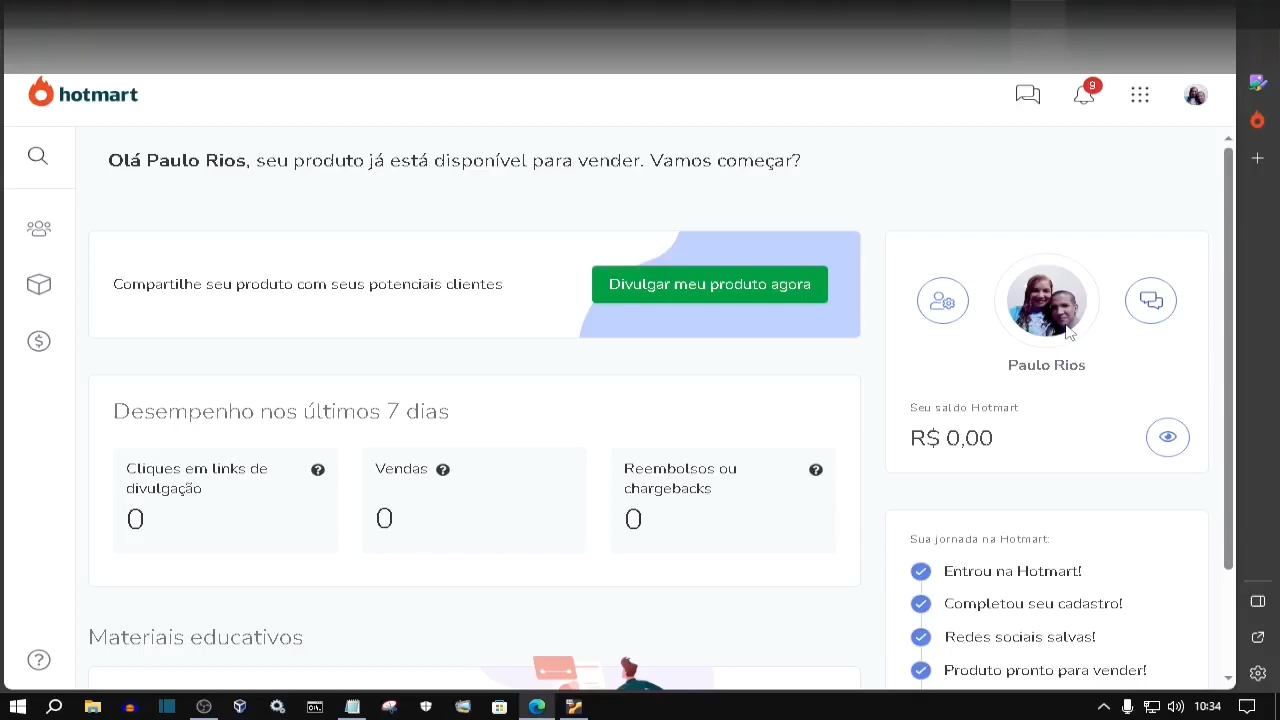 hotmart
9
Olá Paulo Rios, seu produto já está disponível para vender. Vamos começar?
Compartilhe seu produto com seus potenciais clientes
Divulgar meu produto agora
Paulo Rios
Seu saldo Hotmart
R$ 0,00
Desempenho nos últimos 7 dias
Cliques em links de
divulgação
0
Vendas
0
Reembolsos ou
chargebacks
0
Sua jornada na Hotmart:
Entrou na Hotmart!
Completou seu cadastro!
Redes sociais salvas!
Produto pronto para vender!
Materiais educativos
10:34